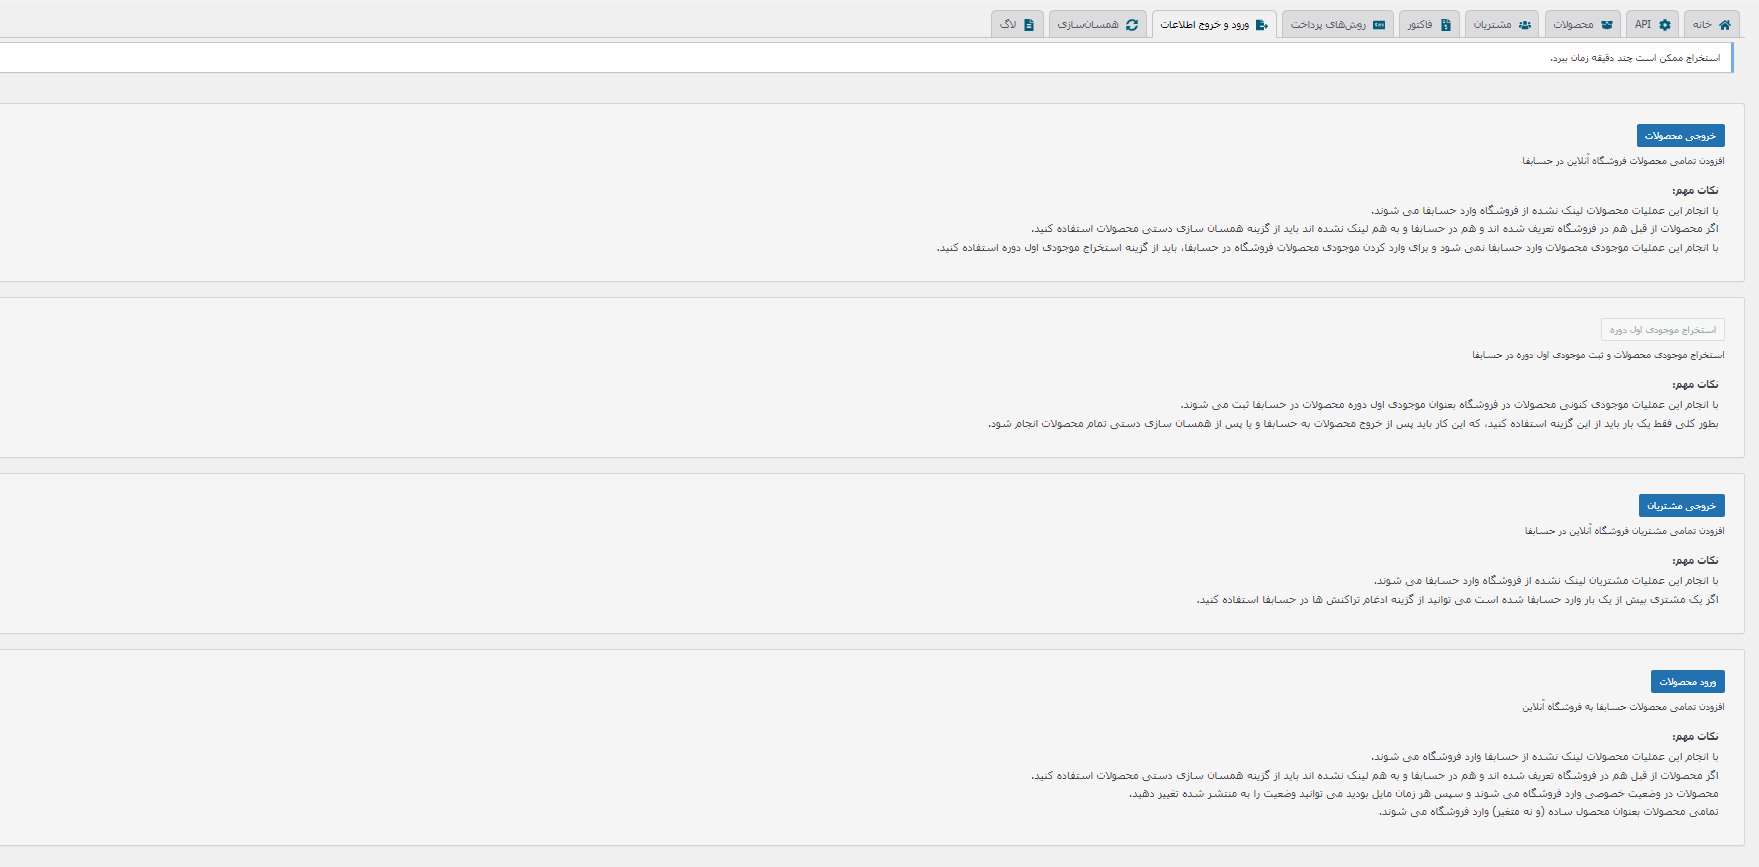 خانه
API
محصولات
مشتریان
فاکتور
روش‌های پرداخت
ورود و خروج اطلاعات
همسان‌سازی
لاگ
استخراج ممکن است چند دقیقه زمان ببرد.
خروجی محصولات
افزودن تمامی محصولات فروشگاه آنلاین در حسابفا
نکات مهم:
با انجام این عملیات محصولات لینک نشده از فروشگاه وارد حسابفا می شوند.
اگر محصولات از قبل هم در فروشگاه تعریف شده اند و هم در حسابفا و به هم لینک نشده اند باید از گزینه همسان سازی دستی محصولات استفاده کنید.
با انجام این عملیات موجودی محصولات وارد حسابفا نمی شود و برای وارد کردن موجودی محصولات فروشگاه در حسابفا، باید از گزینه استخراج موجودی اول دوره استفاده کنید.
استخراج موجودی اول دوره
استخراج موجودی محصولات و ثبت موجودی اول دوره در حسابفا
نکات مهم:
با انجام این عملیات موجودی کنونی محصولات در فروشگاه بعنوان موجودی اول دوره محصولات در حسابفا ثبت می شوند.
بطور کلی فقط یک بار باید از این گزینه استفاده کنید، که این کار باید پس از خروج محصولات به حسابفا و یا پس از همسان سازی دستی تمام محصولات انجام شود.
خروجی مشتریان
افزودن تمامی مشتریان فروشگاه آنلاین در حسابفا
نکات مهم:
با انجام این عملیات مشتریان لینک نشده از فروشگاه وارد حسابفا می شوند.
اگر یک مشتری بیش از یک بار وارد حسابفا شده است می توانید از گزینه ادغام تراکنش ها در حسابفا استفاده کنید.
ورود محصولات
افزودن تمامی محصولات حسابفا به فروشگاه آنلاین
نکات مهم:
با انجام این عملیات محصولات لینک نشده از حسابفا وارد فروشگاه می شوند.
اگر محصولات از قبل هم در فروشگاه تعریف شده اند و هم در حسابفا و به هم لینک نشده اند باید از گزینه همسان سازی دستی محصولات استفاده کنید.
محصولات در وضعیت خصوصی وارد فروشگاه می شوند و سپس هر زمان مایل بودید می توانید وضعیت را به منتشر شده تغییر دهید.
تمامی محصولات بعنوان محصول ساده (و نه متغیر) وارد فروشگاه می شوند.